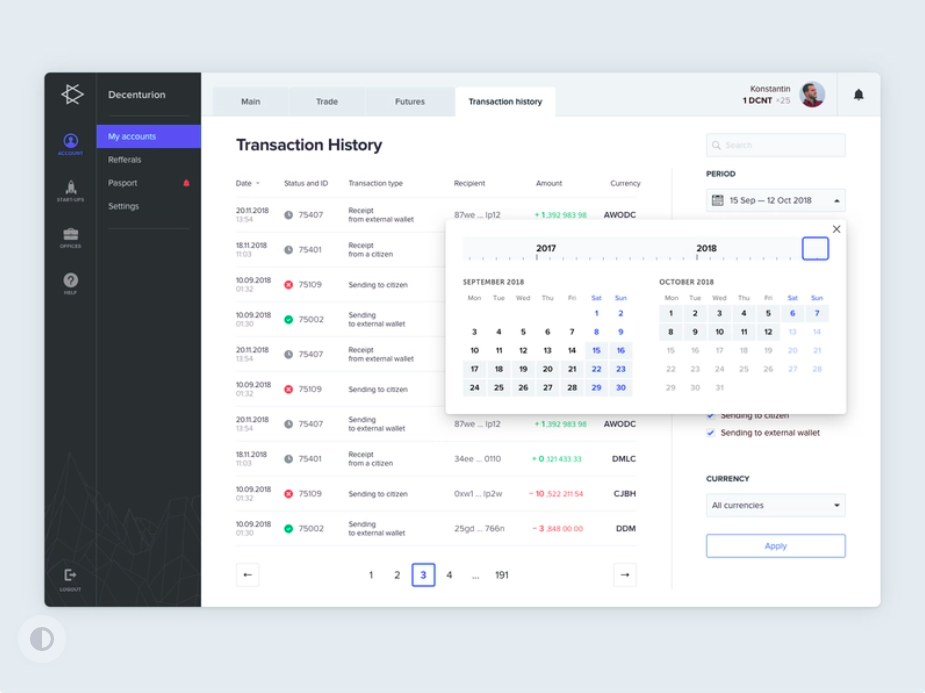 Decenturion
ACCOUNT
START-UPS
OFFICES
HELP
LOGOUT
My accounts
Refferals
Pasport
Settings
Main Trade Futures Transaction history
Konstantin
1 DCNT ×25
Transaction History
Date Status and ID Transaction type Recipient Amount Currency
20.11.2018 13:54 75407 Receipt from external wallet 87we ... lp12 + 1,392 983 98 AWODC
18.11.2018 11:03 75401 Receipt from a citizen
10.09.2018 01:32 75109 Sending to citizen
10.09.2018 01:30 75002 Sending to external wallet
20.11.2018 13:54 75407 Receipt from external wallet
10.09.2018 01:32 75109 Sending to citizen
20.11.2018 13:54 75407 Sending to external wallet 87we ... lp12 + 1,392 983 98 AWODC
18.11.2018 11:03 75401 Receipt from a citizen 34ee ... 0110 + 0 ,121 433 33 DMLC
10.09.2018 01:32 75109 Sending to citizen 0xw1 ... lp2w − 10 ,522 211 54 CJBH
10.09.2018 01:30 75002 Sending to external wallet 25gd ... 766n − 3 ,848 00 00 DDM
← 1 2 3 4 ... 191 →
Search
PERIOD
15 Sep — 12 Oct 2018
2017 2018
SEPTEMBER 2018
Mon Tue Wed Thu Fri Sat Sun
1 2
3 4 5 6 7 8 9
10 11 12 13 14 15 16
17 18 19 20 21 22 23
24 25 26 27 28 29 30
OCTOBER 2018
Mon Tue Wed Thu Fri Sat Sun
1 2 3 4 5 6 7
8 9 10 11 12 13 14
15 16 17 18 19 20 21
22 23 24 25 26 27 28
29 30 31
Sending to citizen
Sending to external wallet
CURRENCY
All currencies
Apply